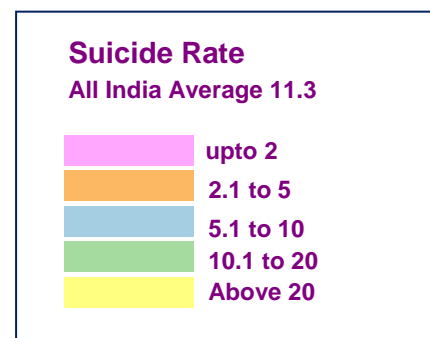 Suicide Rate
All India Average 11.3
upto 2
2.1 to 5
5.1 to 10
10.1 to 20
Above 20